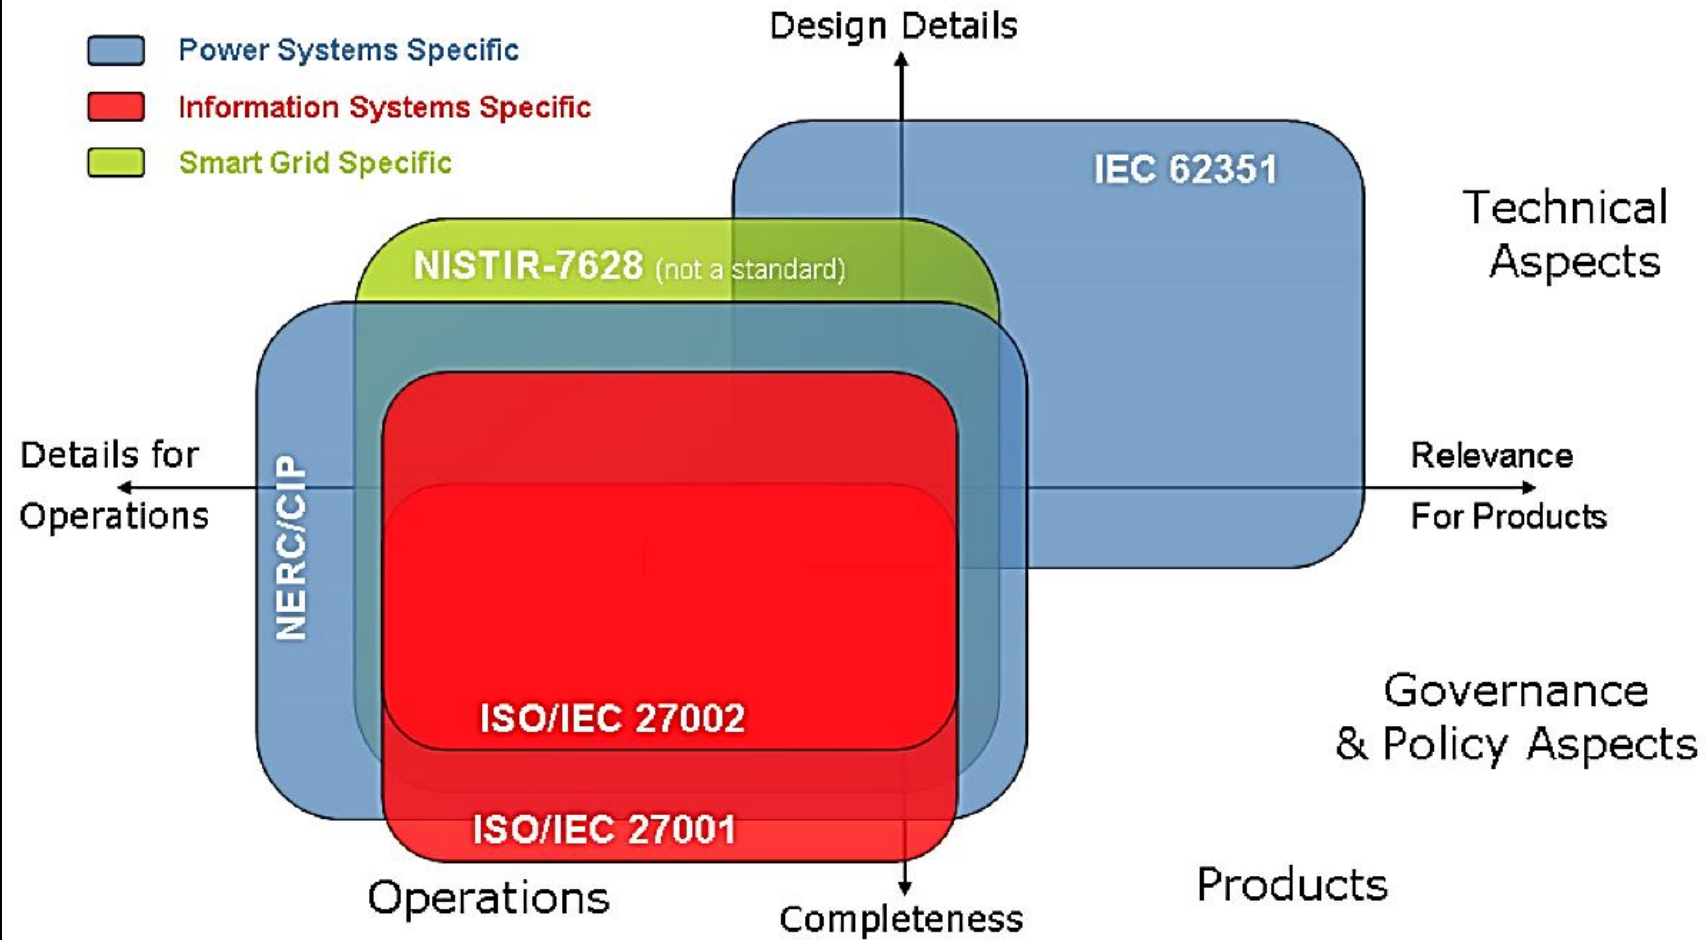 Design Details
Power Systems Specific
Information Systems Specific
Smart Grid Specific
IEC 62351
Technical
Aspects
NISTIR-7628 (not a standard)
Details for
Operations
NERC/CIP
Relevance
For Products
Governance
& Policy Aspects
ISO/IEC 27002
ISO/IEC 27001
Operations
Products
Completeness